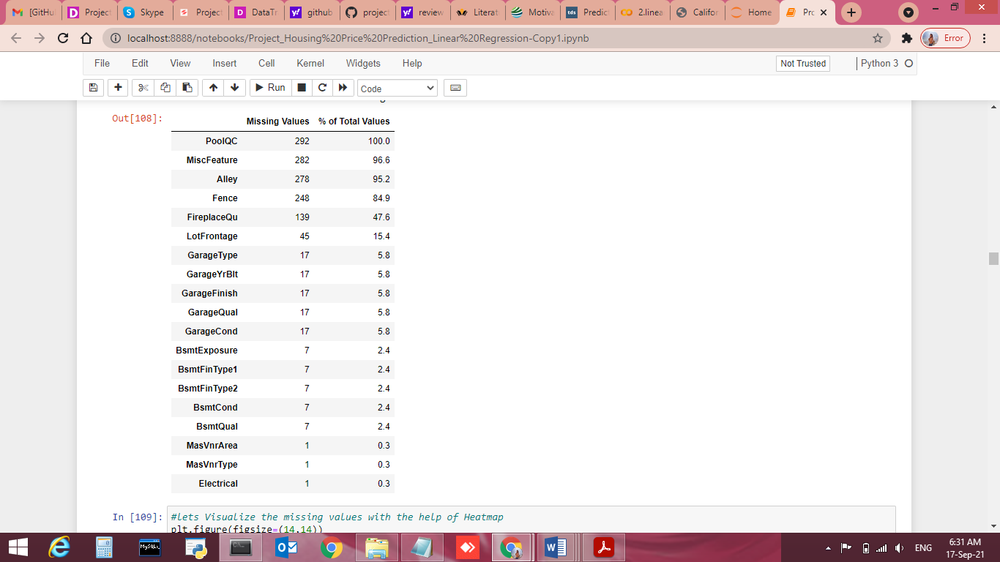 [GitHu
Project
Skype
Project
DataTr
github
project
review
Literat
Motiva
Predic
2.linea
Califor
Home
Pro
localhost:8888/notebooks/Project_Housing%20Price%20Prediction_Linear%20Regression-Copy1.ipynb
Error
File Edit View Insert Cell Kernel Widgets Help
Not Trusted
Python 3
Run
Code
Out[108]:
Missing Values % of Total Values
PoolQC 292 100.0
MiscFeature 282 96.6
Alley 278 95.2
Fence 248 84.9
FireplaceQu 139 47.6
LotFrontage 45 15.4
GarageType 17 5.8
GarageYrBlt 17 5.8
GarageFinish 17 5.8
GarageQual 17 5.8
GarageCond 17 5.8
BsmtExposure 7 2.4
BsmtFinType1 7 2.4
BsmtFinType2 7 2.4
BsmtCond 7 2.4
BsmtQual 7 2.4
MasVnrArea 1 0.3
MasVnrType 1 0.3
Electrical 1 0.3
In [109]: #lets Visualize the missing values with the help of Heatmap
plt.figure(figsize=(14,14))
ENG
6:31 AM
17-Sep-21